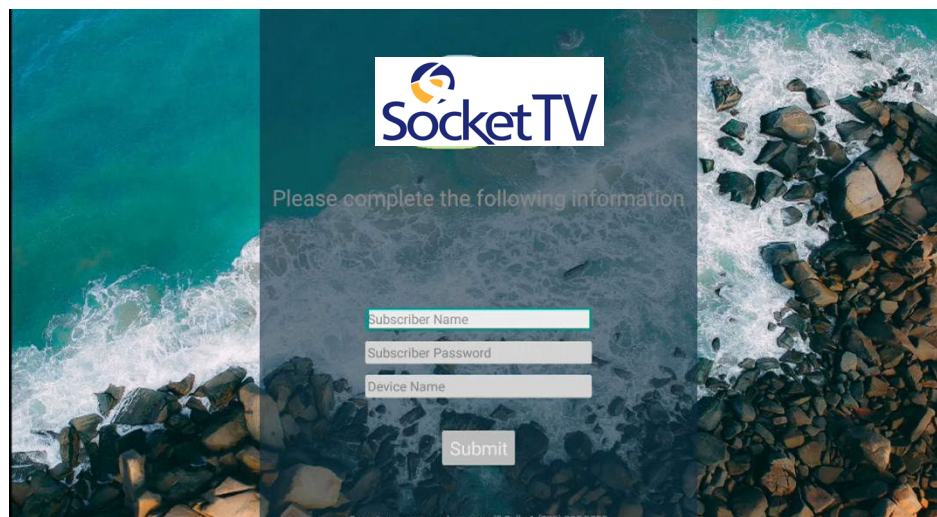 SocketTV
Please complete the following information
Subscriber Name
Subscriber Password
Device Name
Submit